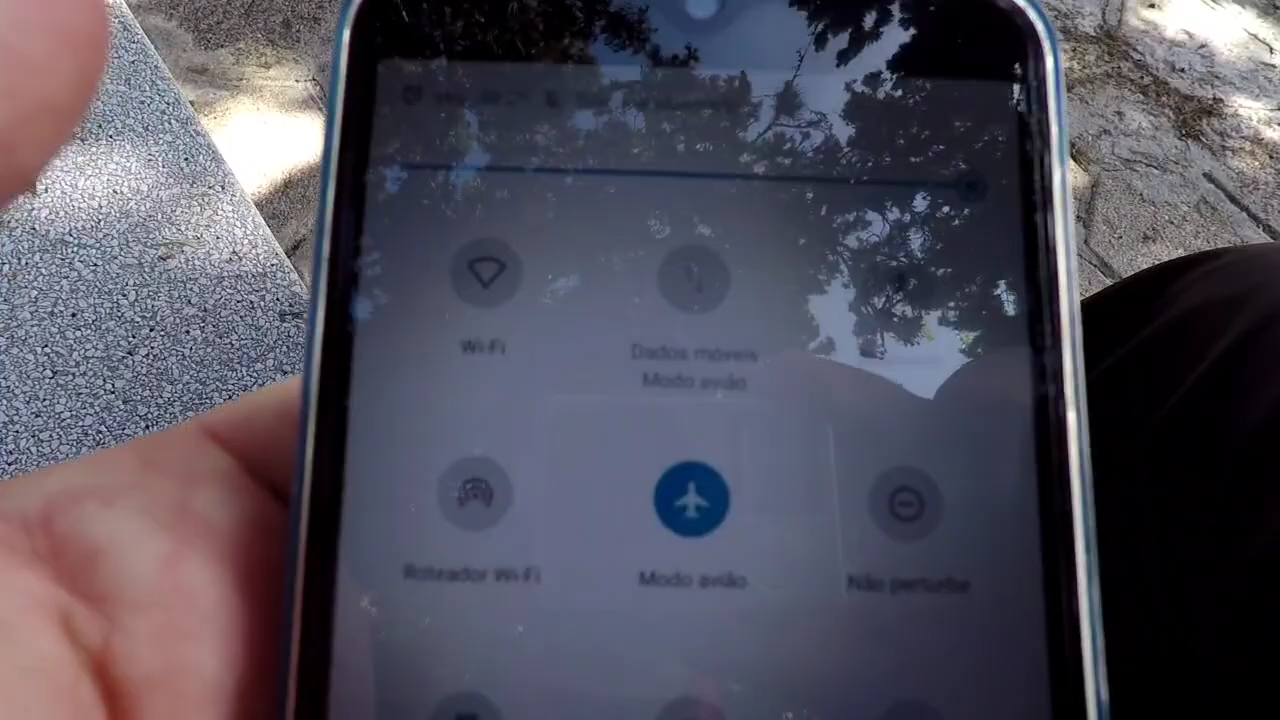 Wi-Fi
Dados móveis
Modo avião
Roteador Wi-Fi
Modo avião
Não perturbe